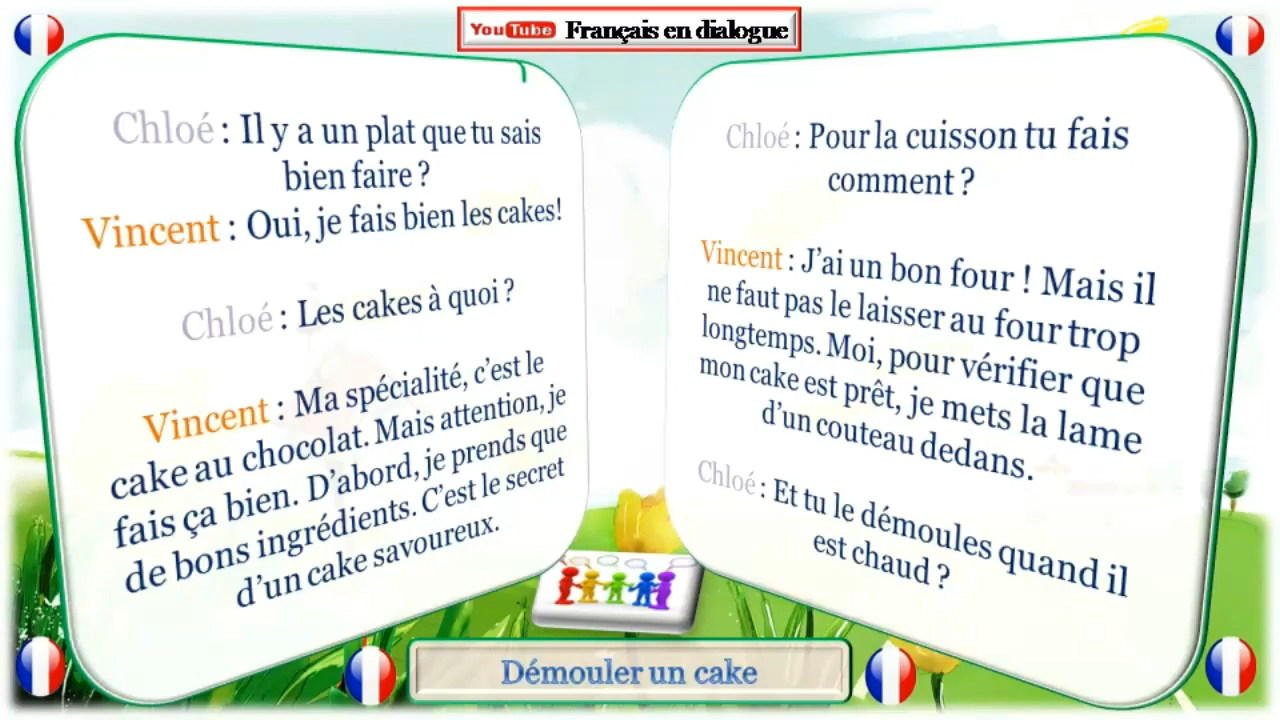 YouTube Français en dialogue
Chloé : Il y a un plat que tu sais
bien faire ?
Vincent : Oui, je fais bien les cakes!
Chloé : Les cakes à quoi ?
Vincent : Ma spécialité, c’est le
cake au chocolat. Mais attention, je
fais ça bien. D’abord, je prends que
de bons ingrédients. C’est le secret
d’un cake savoureux.
Chloé : Pour la cuisson tu fais
comment ?
Vincent : J’ai un bon four ! Mais il
ne faut pas le laisser au four trop
longtemps. Moi, pour vérifier que
mon cake est prêt, je mets la lame
d’un couteau dedans.
Chloé : Et tu le démoules quand il
est chaud ?
Démouler un cake